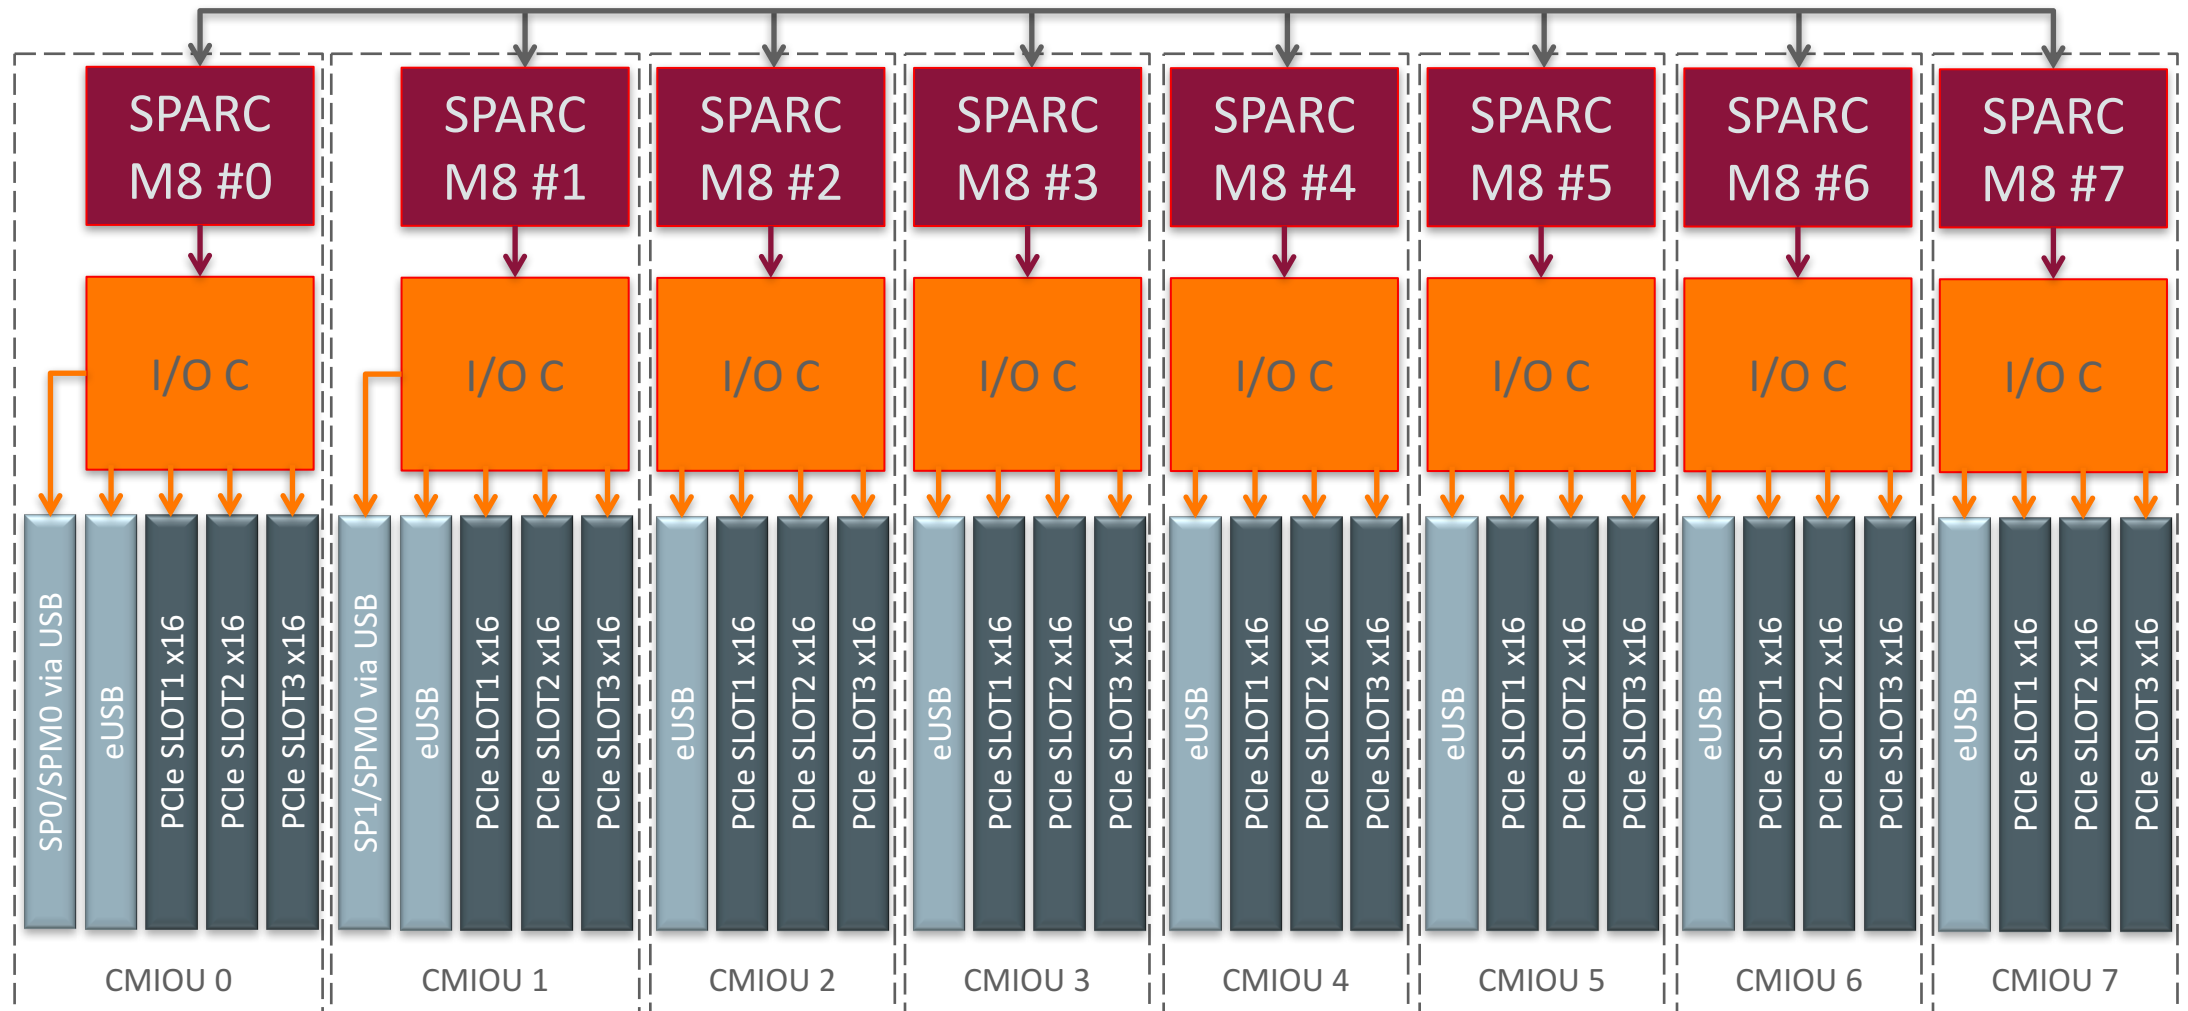 SPARC
M8 #0
SPARC
M8 #1
SPARC
M8 #2
SPARC
M8 #3
SPARC
M8 #4
SPARC
M8 #5
SPARC
M8 #6
SPARC
M8 #7
I/O C
I/O C
I/O C
I/O C
I/O C
I/O C
I/O C
I/O C
SP0/SPM0 via USB
eUSB
PCIe SLOT1 x16
PCIe SLOT2 x16
PCIe SLOT3 x16
SP1/SPM0 via USB
eUSB
PCIe SLOT1 x16
PCIe SLOT2 x16
PCIe SLOT3 x16
eUSB
PCIe SLOT1 x16
PCIe SLOT2 x16
PCIe SLOT3 x16
eUSB
PCIe SLOT1 x16
PCIe SLOT2 x16
PCIe SLOT3 x16
eUSB
PCIe SLOT1 x16
PCIe SLOT2 x16
PCIe SLOT3 x16
eUSB
PCIe SLOT1 x16
PCIe SLOT2 x16
PCIe SLOT3 x16
eUSB
PCIe SLOT1 x16
PCIe SLOT2 x16
PCIe SLOT3 x16
eUSB
PCIe SLOT1 x16
PCIe SLOT2 x16
PCIe SLOT3 x16
CMIOU 0
CMIOU 1
CMIOU 2
CMIOU 3
CMIOU 4
CMIOU 5
CMIOU 6
CMIOU 7